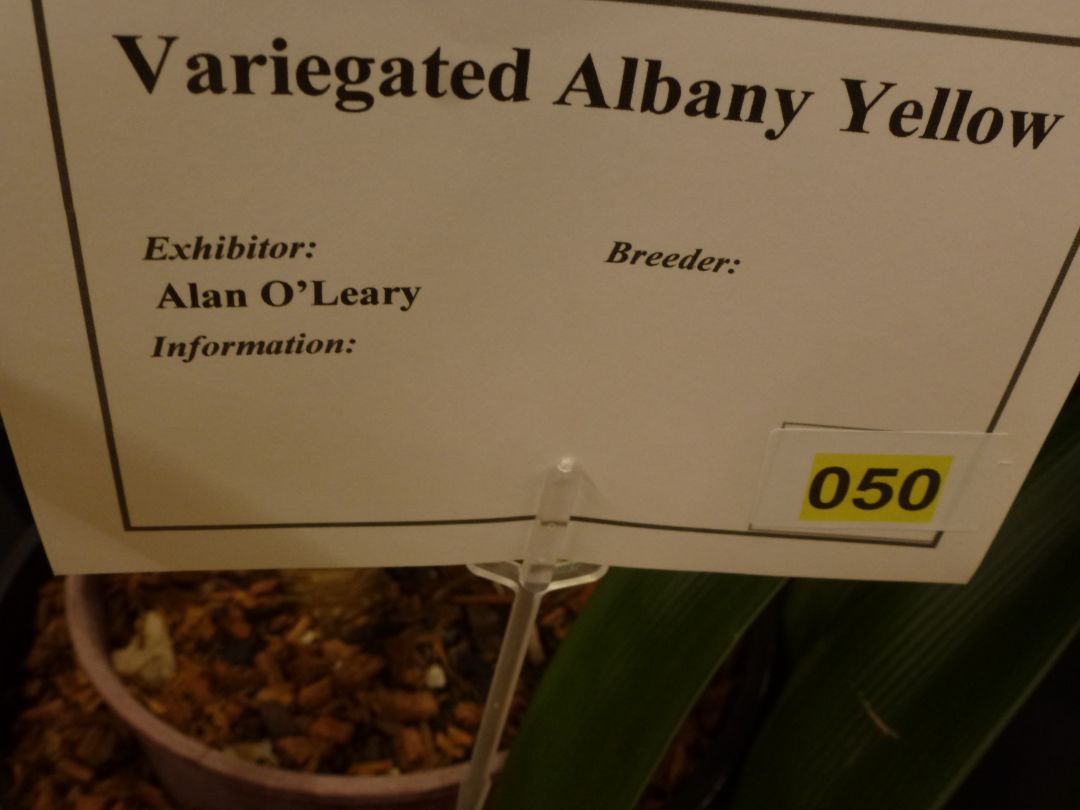 Variegated Albany Yellow
Exhibitor:
Breeder:
Alan O’Leary
Information:
050